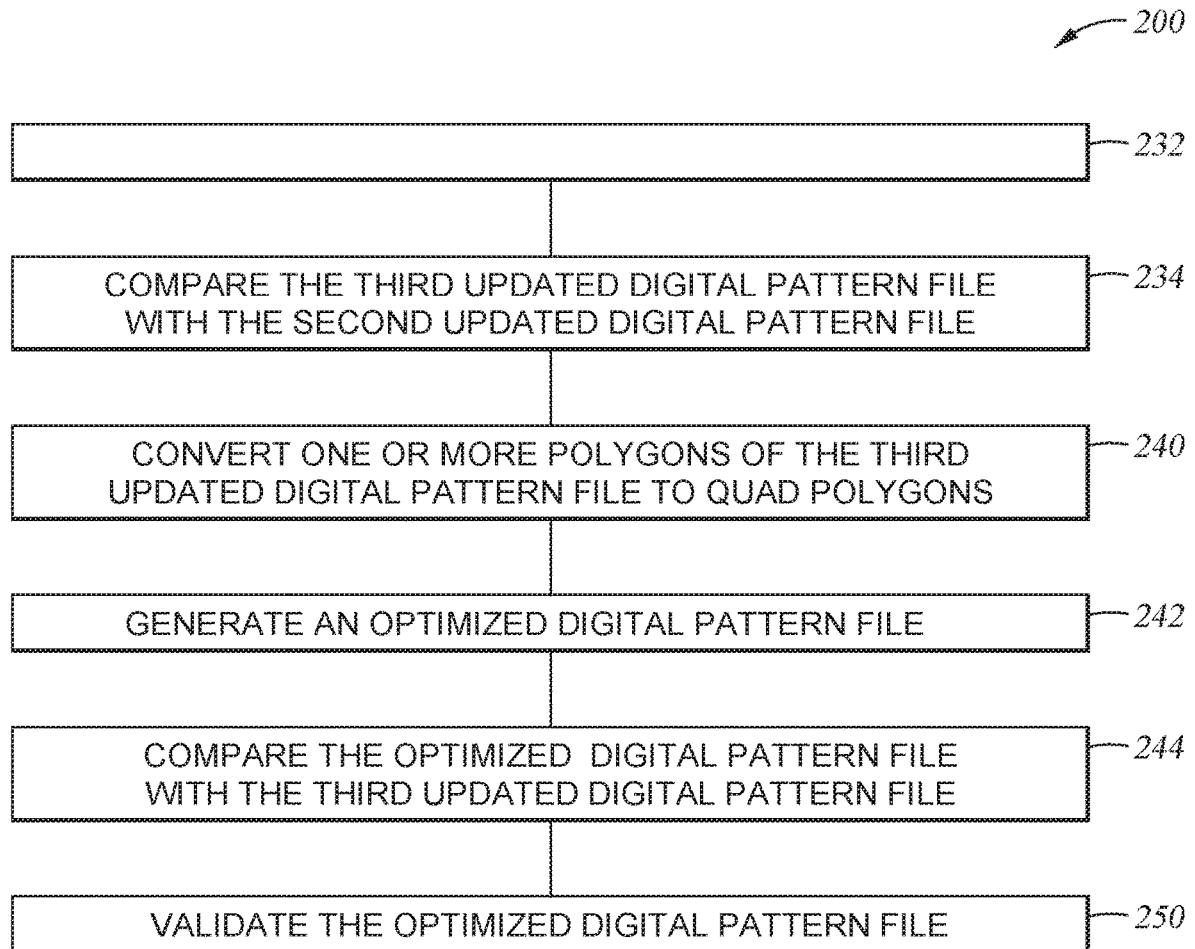 200
232
COMPARE THE THIRD UPDATED DIGITAL PATTERN FILE
WITH THE SECOND UPDATED DIGITAL PATTERN FILE
234
CONVERT ONE OR MORE POLYGONS OF THE THIRD
UPDATED DIGITAL PATTERN FILE TO QUAD POLYGONS
240
GENERATE AN OPTIMIZED DIGITAL PATTERN FILE
242
COMPARE THE OPTIMIZED DIGITAL PATTERN FILE
WITH THE THIRD UPDATED DIGITAL PATTERN FILE
244
VALIDATE THE OPTIMIZED DIGITAL PATTERN FILE
250